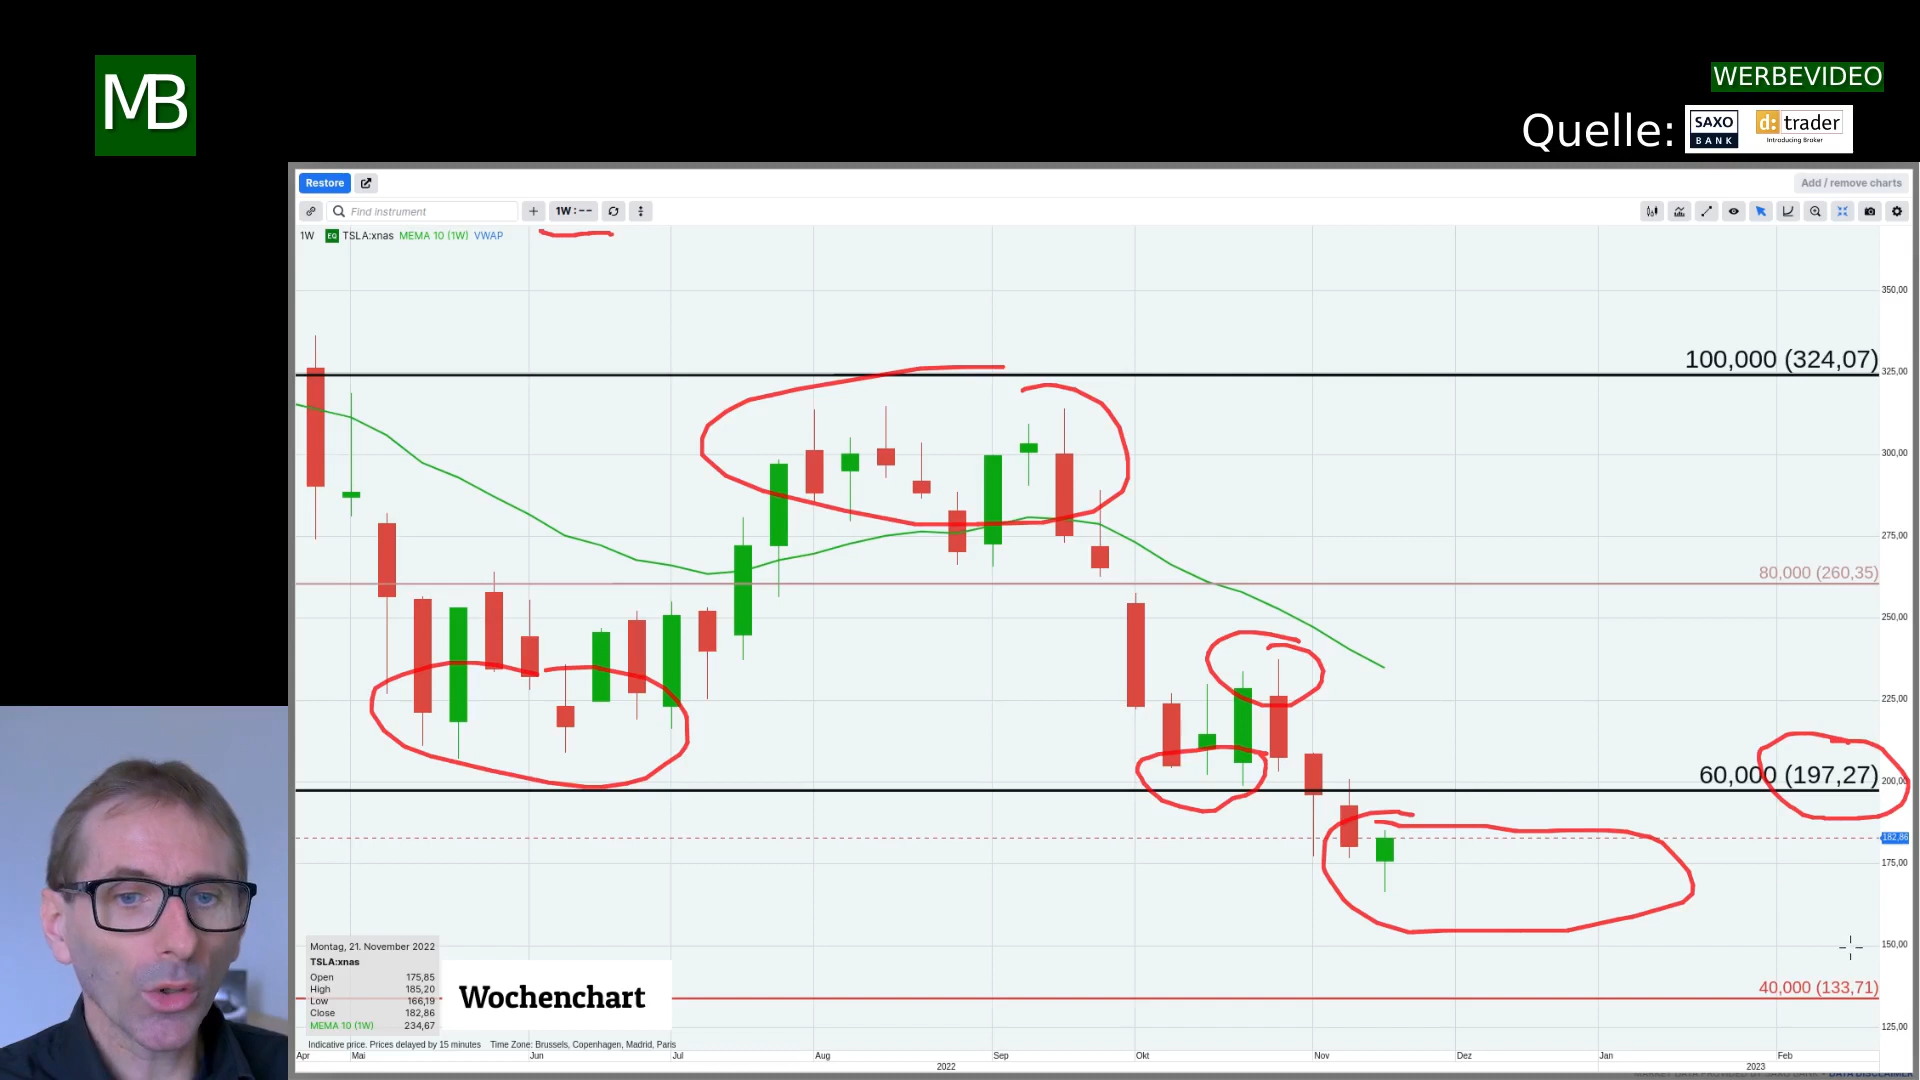 MB
WERBEVIDEO
Quelle: SAXO BANK d: trader Introducing Broker
Restore
Add / remove charts
Find instrument
1W : --
1W EQ TSLA:xnas MEMA 10 (1W) VWAP
350,00
100,000 (324,07)
325,00
300,00
275,00
80,000 (260,35)
250,00
225,00
60,000 (197,27)
200,00
182,86
175,00
Montag, 21. November 2022
TSLA:xnas
Open 175,85
High 185,20
Low 166,19
Close 182,86
MEMA 10 (1W) 234,67
Wochenchart
150,00
40,000 (133,71)
125,00
Indicative price. Prices delayed by 15 minutes Time Zone: Brussels, Copenhagen, Madrid, Paris
Apr Mai Jun Jul Aug Sep Okt Nov Dez Jan Feb
2022 2023